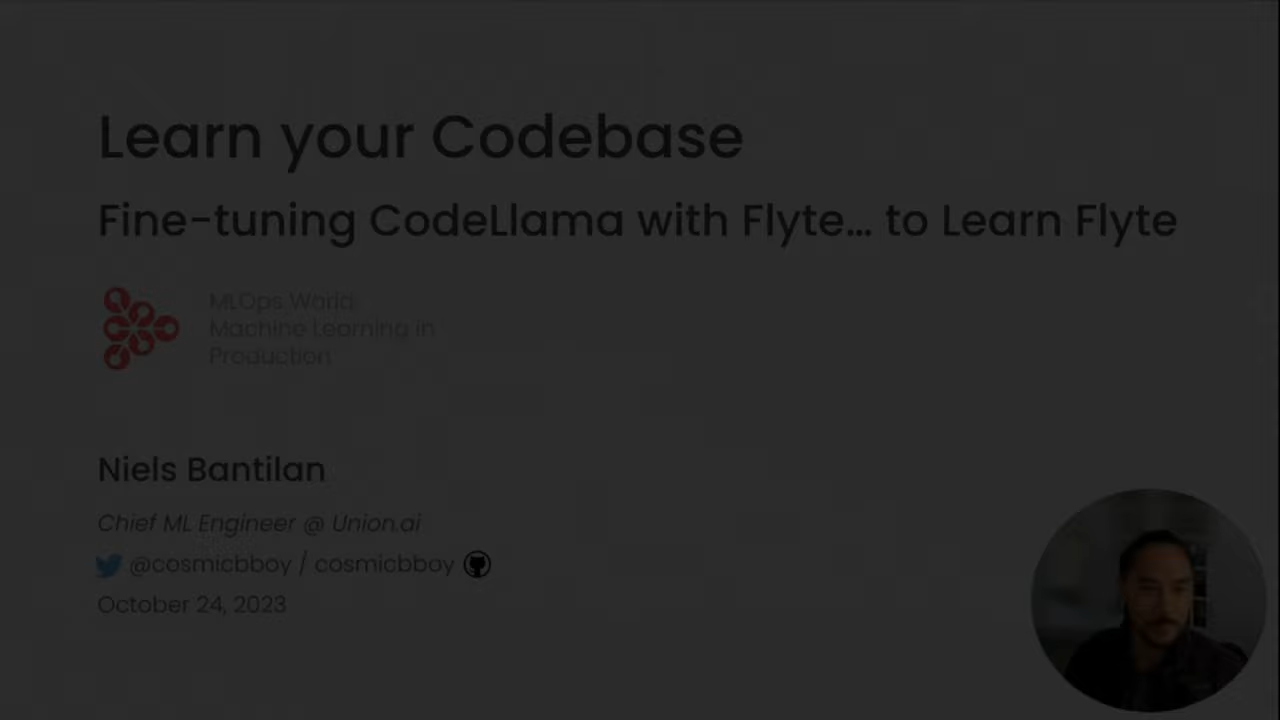 Learn your Codebase
Fine-tuning CodeLlama with Flyte... to Learn Flyte
MLOps World:
Machine Learning in
Production
Niels Bantilan
Chief ML Engineer @ Union.ai
@cosmicbboy / cosmicbboy
October 24, 2023